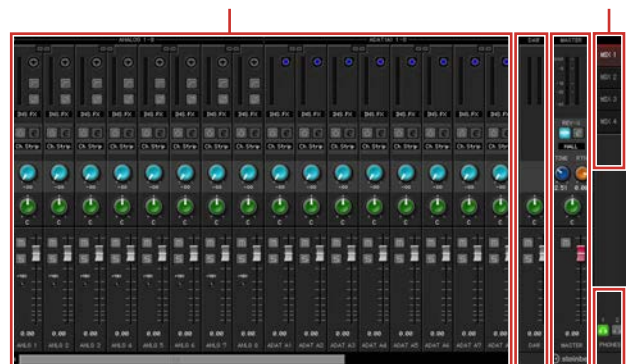 ANALOG 1-8 ADAT(A) 1-8 DAW MASTER
MIX 1
MIX 2
MIX 3
MIX 4
INS.FX INS.FX INS.FX INS.FX INS.FX INS.FX INS.FX INS.FX INS.FX INS.FX INS.FX INS.FX INS.FX INS.FX INS.FX INS.FX
REV-X
HALL
Ch.Strip Ch.Strip Ch.Strip Ch.Strip Ch.Strip Ch.Strip Ch.Strip Ch.Strip Ch.Strip Ch.Strip Ch.Strip Ch.Strip Ch.Strip Ch.Strip Ch.Strip Ch.Strip
TIME
2.51 0.00
C C C C C C C C C C C C C C C C C C
0.00 0.00 0.00 0.00 0.00 0.00 0.00 0.00 0.00 0.00 0.00 0.00 0.00 0.00 0.00 0.00 0.00 0.00
1 2
ANLG 1 ANLG 2 ANLG 3 ANLG 4 ANLG 5 ANLG 6 ANLG 7 ANLG 8 ADAT A1 ADAT A2 ADAT A3 ADAT A4 ADAT A5 ADAT A6 ADAT A7 ADAT DAW MASTER PHONES
steinbe